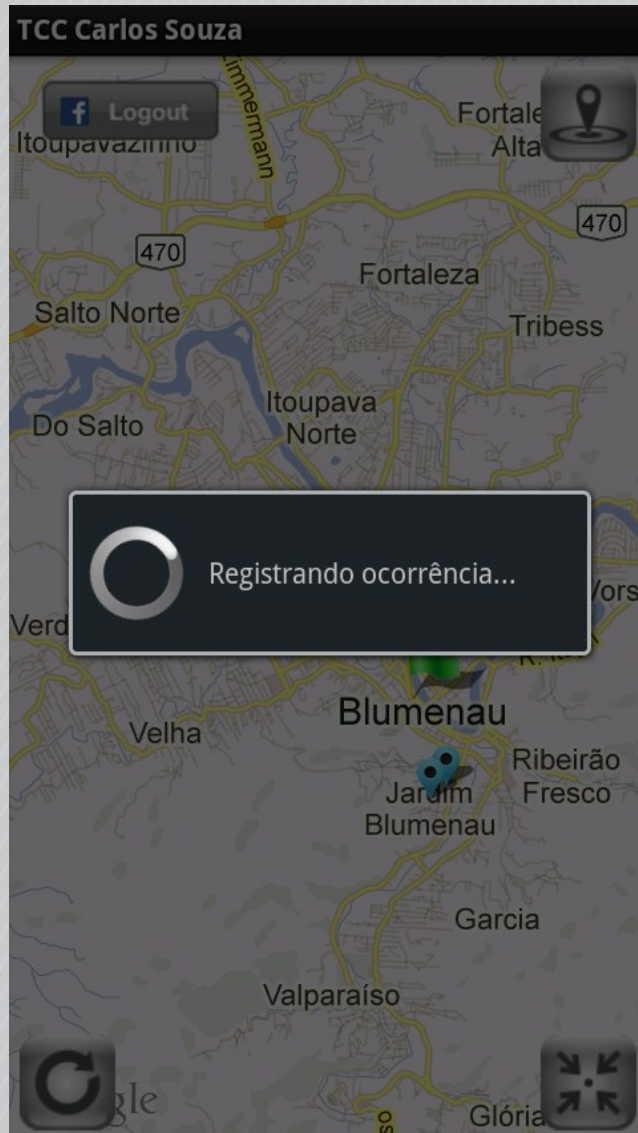 TCC Carlos Souza
Zimmermann
Logout
Fortale
Alta
Itoupavazinho
470
470
Fortaleza
Salto Norte
Tribess
Itoupava
Norte
Do Salto
Registrando ocorrência...
Vors
Verd
Blumenau
Velha
Ribeirão
Fresco
Jardim
Blumenau
Garcia
Valparaíso
gle
Glória